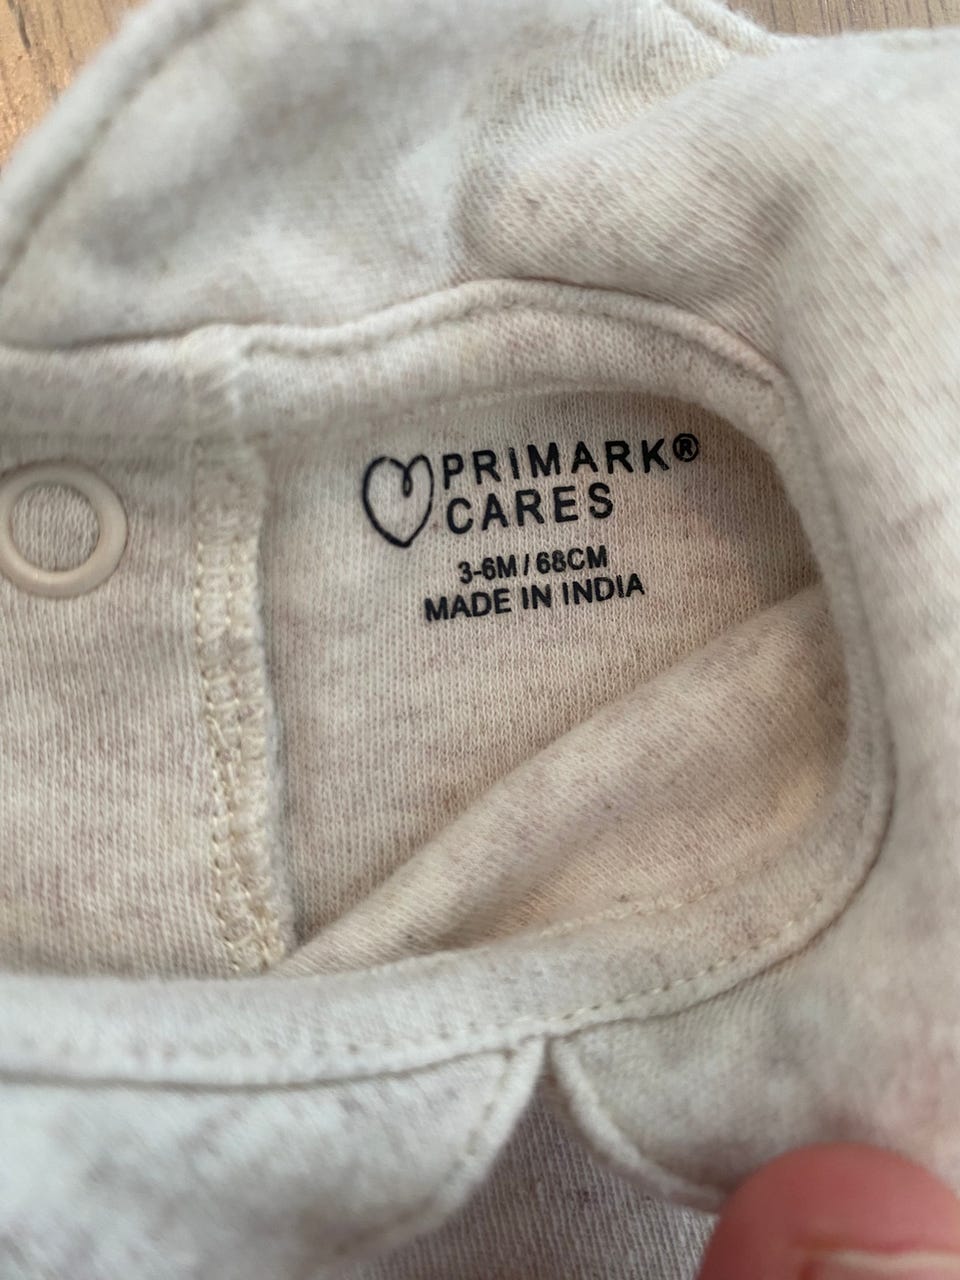 PRIMARK®
CARES
3-6M / 68CM
MADE IN INDIA